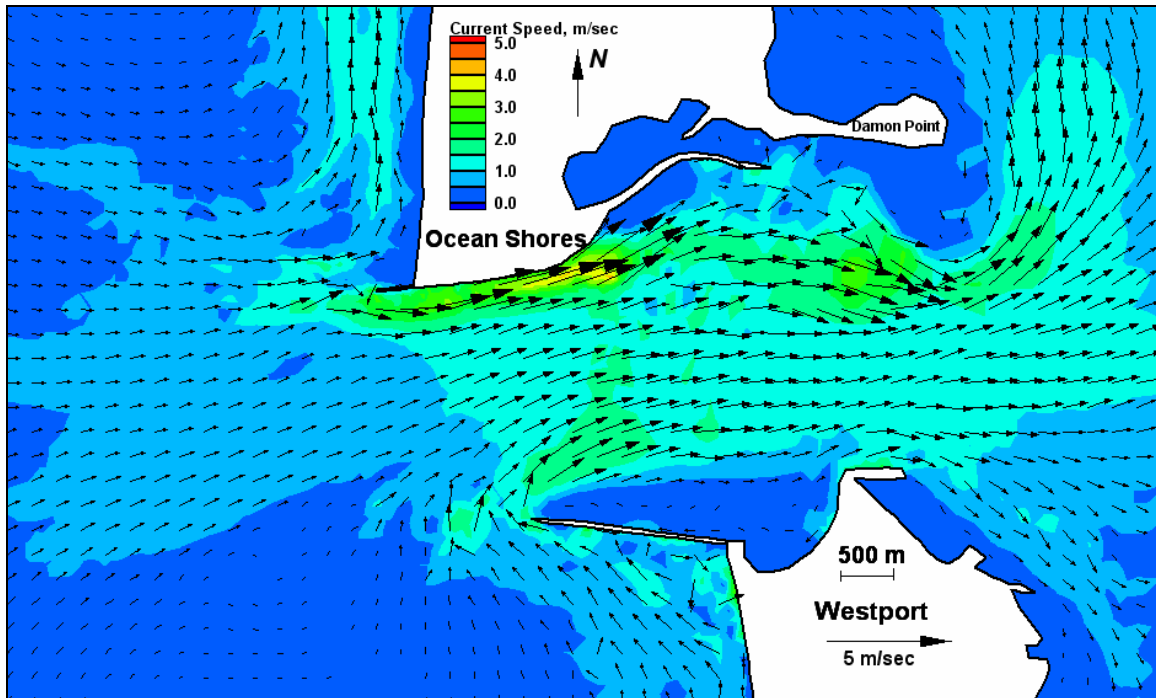 Current Speed, m/sec
5.0
4.0
3.0
2.0
1.0
0.0
N
Damon Point
Ocean Shores
500 m
Westport
5 m/sec